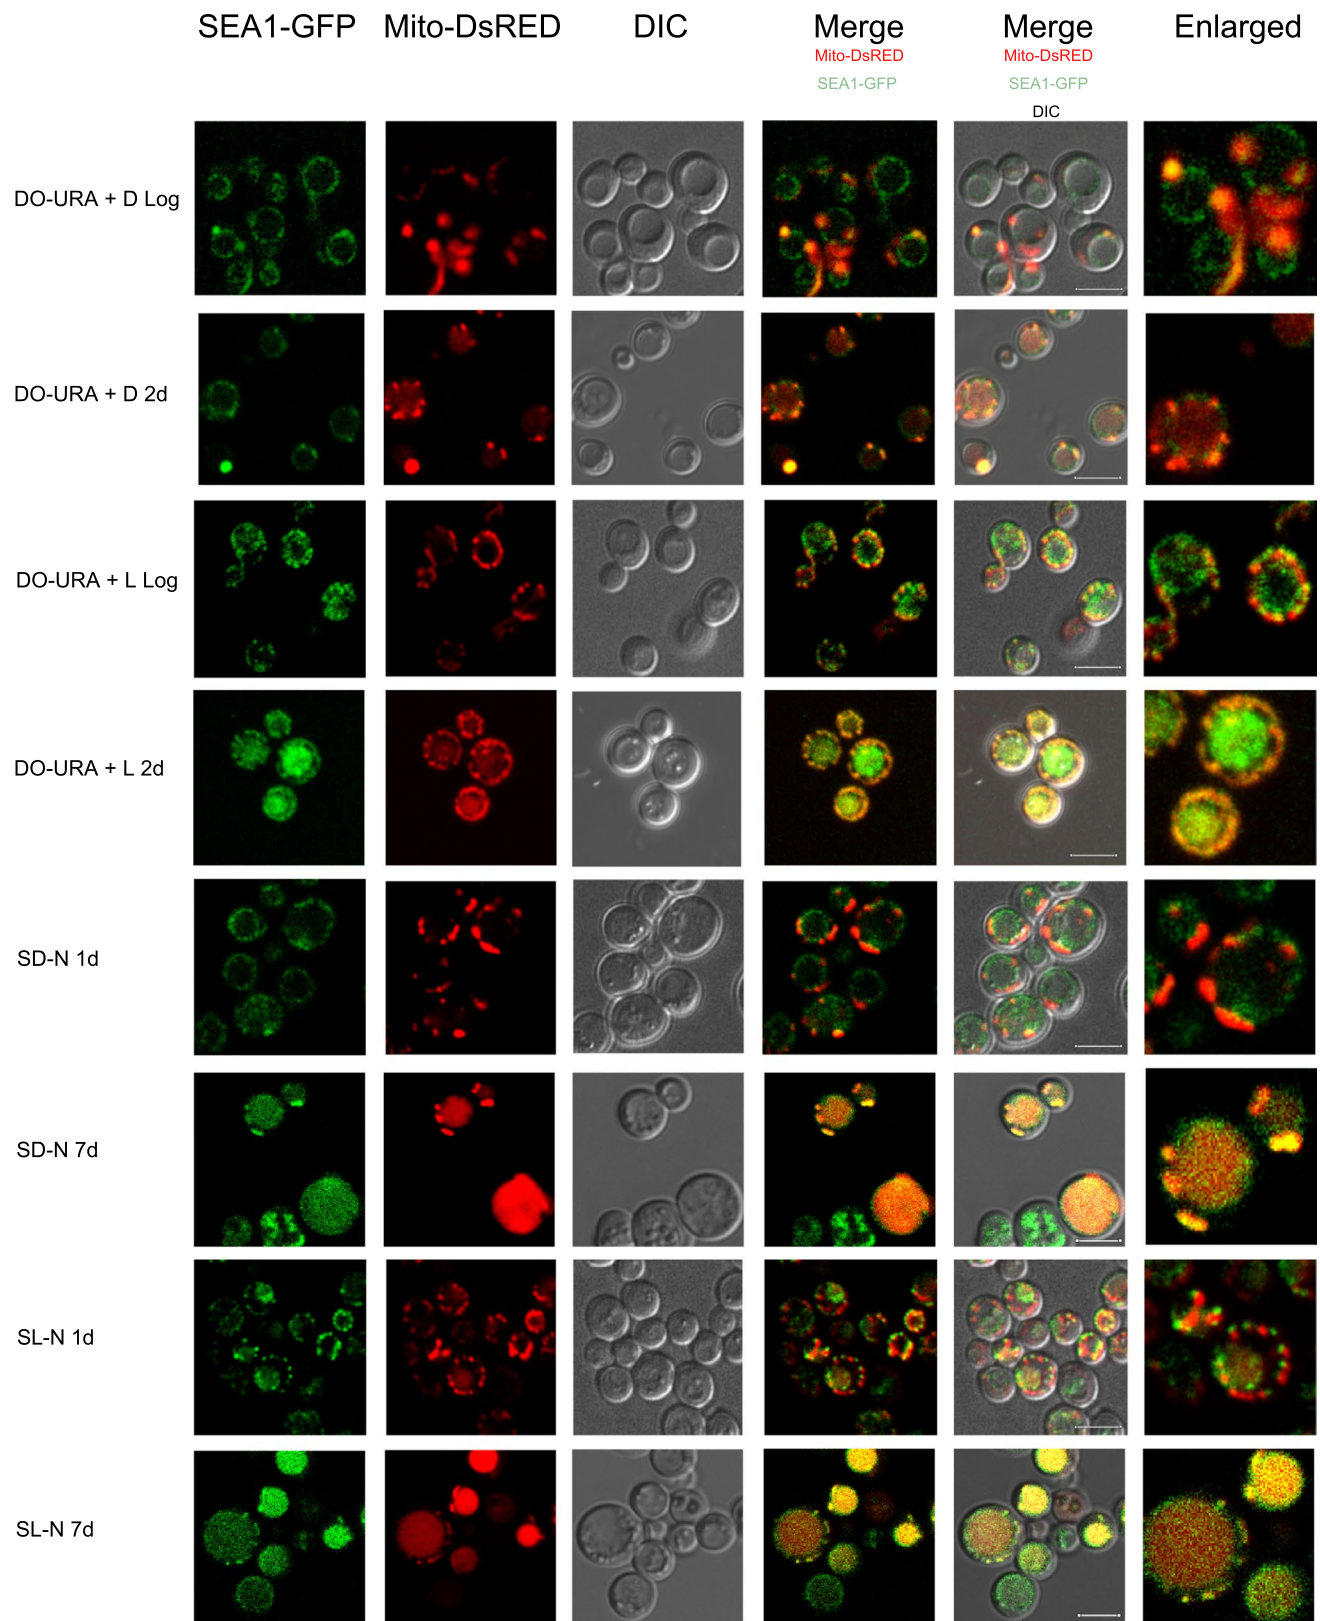 SEA1-GFP Mito-DsRED DIC Merge Merge Enlarged
Mito-DsRED Mito-DsRED
SEA1-GFP SEA1-GFP
DIC
DO-URA + D Log
DO-URA + D 2d
DO-URA + L Log
DO-URA + L 2d
SD-N 1d
SD-N 7d
SL-N 1d
SL-N 7d